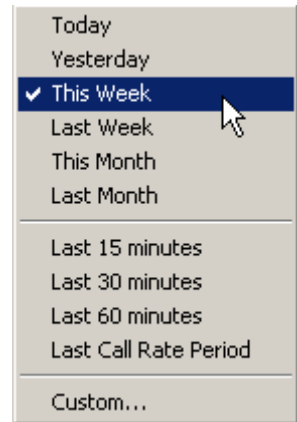 Today
Yesterday
This Week
Last Week
This Month
Last Month
Last 15 minutes
Last 30 minutes
Last 60 minutes
Last Call Rate Period
Custom...